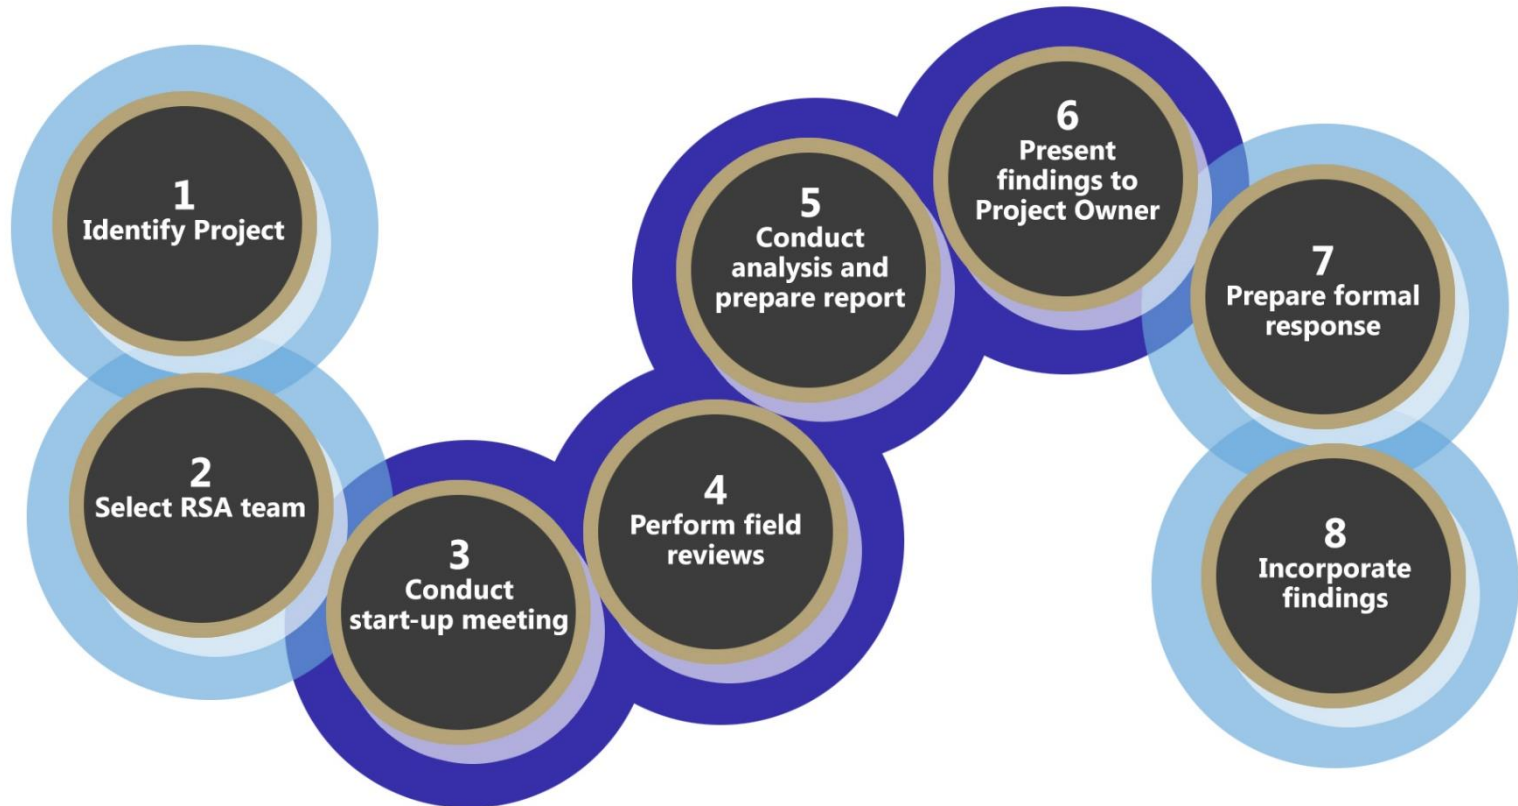 1
Identify Project
2
Select RSA team
3
Conduct
start-up meeting
4
Perform field
reviews
5
Conduct
analysis and
prepare report
6
Present
findings to
Project Owner
7
Prepare formal
response
8
Incorporate
findings